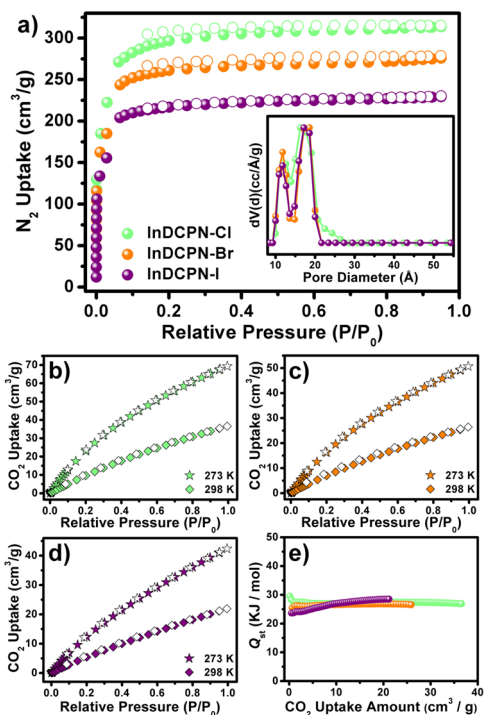 a)
N2 Uptake (cm3/g)
300
250
200
150
100
50
0
InDCPN-Cl
InDCPN-Br
InDCPN-I
dV(d)(cc/Å/g)
10 20 30 40 50
Pore Diameter (Å)
0.0 0.2 0.4 0.6 0.8 1.0
Relative Pressure (P/P0)
b)
CO2 Uptake (cm3/g)
70
60
50
40
30
20
10
0
273 K
298 K
0.0 0.2 0.4 0.6 0.8 1.0
Relative Pressure (P/P0)
c)
CO2 Uptake (cm3/g)
50
40
30
20
10
0
273 K
298 K
0.0 0.2 0.4 0.6 0.8 1.0
Relative Pressure (P/P0)
d)
CO2 Uptake (cm3/g)
40
30
20
10
0
273 K
298 K
0.0 0.2 0.4 0.6 0.8 1.0
Relative Pressure (P/P0)
e)
Qst (KJ / mol)
50
40
30
20
10
0
0 10 20 30 40
CO2 Uptake Amount (cm3 / g)